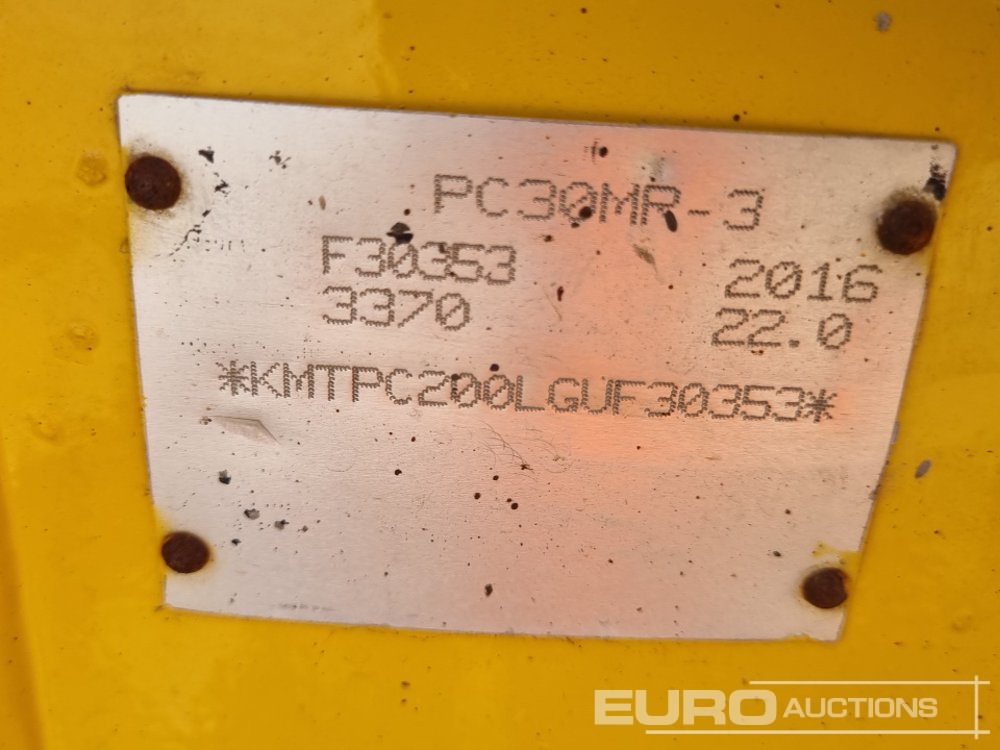 PC30MR-3
F30353 2016
3370 22.0
*KMTPC200LGUF30353*
EURO AUCTIONS